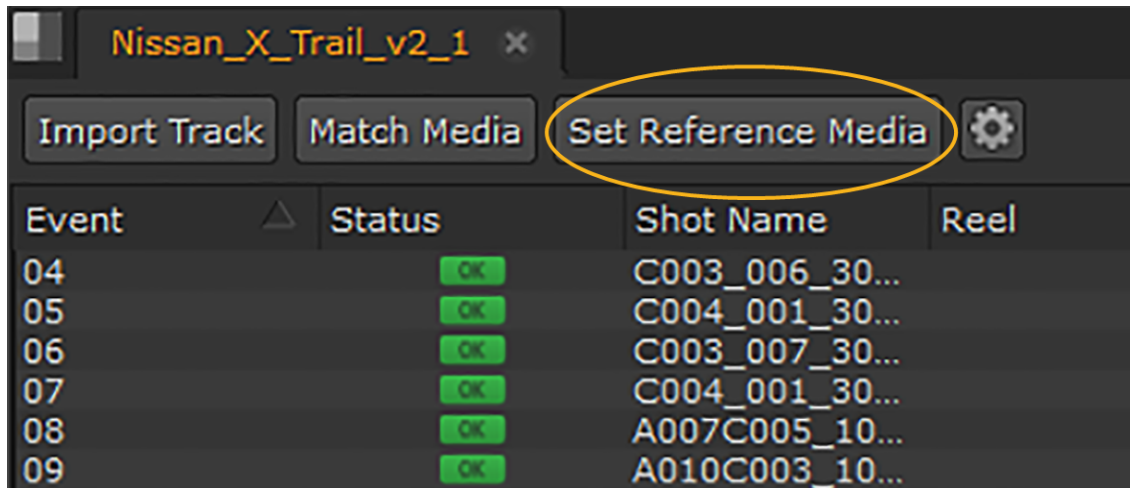 Nissan_X_Trail_v2_1
Import Track Match Media Set Reference Media
Event Status Shot Name Reel
04 OK C003_006_30...
05 OK C004_001_30...
06 OK C003_007_30...
07 OK C004_001_30...
08 OK A007C005_10...
09 OK A010C003_10...